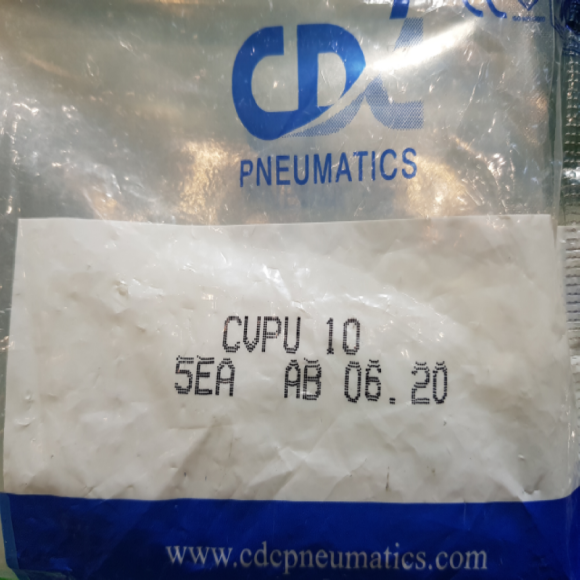 CDC
PNEUMATICS
CVPU 10
5EA AB 06.20
www.cdcpneumatics.com